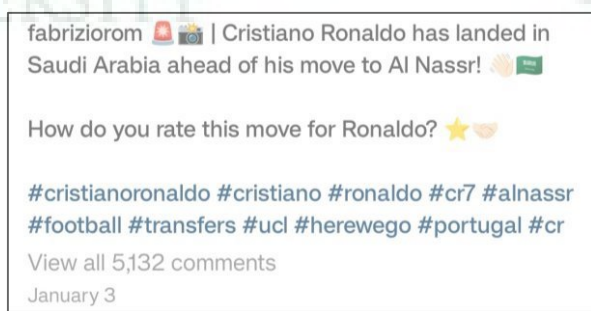 fabriziorom 🚨📸 | Cristiano Ronaldo has landed in
Saudi Arabia ahead of his move to Al Nassr! 👋🏻🇸🇦
How do you rate this move for Ronaldo? ⭐🤝🏻
#cristianoronaldo #cristiano #ronaldo #cr7 #alnassr
#football #transfers #ucl #herewego #portugal #cr
View all 5,132 comments
January 3